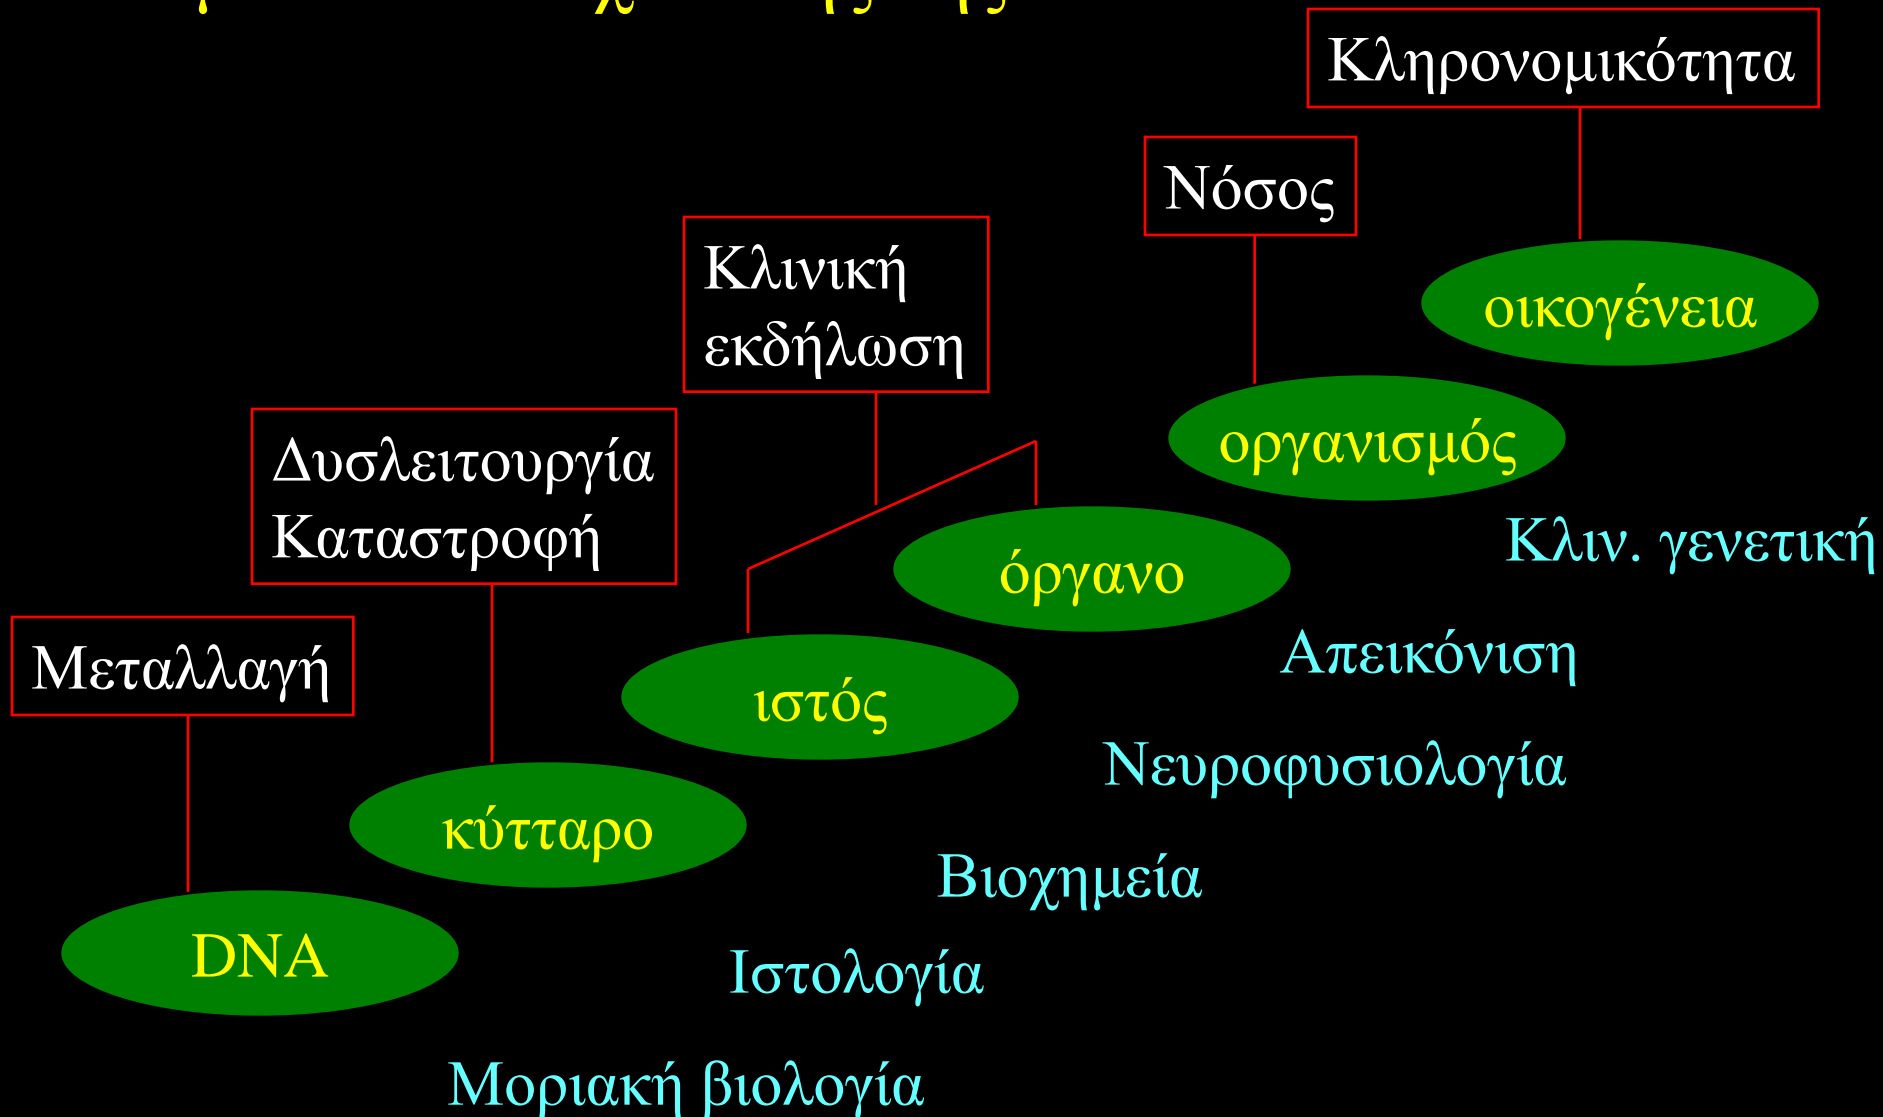 Κληρονομικότητα
Νόσος
Κλινική
εκδήλωση
οικογένεια
Δυσλειτουργία
Καταστροφή
οργανισμός
Κλιν. γενετική
όργανο
Μεταλλαγή
Απεικόνιση
ιστός
Νευροφυσιολογία
κύτταρο
Βιοχημεία
DNA
Ιστολογία
Μοριακή βιολογία